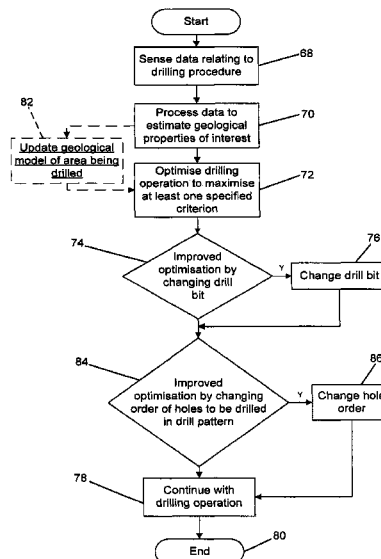 Start
68
Sense data relating to
drilling procedure
82
Process data to
estimate geological
properties of interest
70
Update geological
model of area being
drilled
Optimise drilling
operation to maximise
at least one specified
criterion
72
74
Improved
optimisation by
changing drill
bit
Y
76
Change drill bit
84
Improved
optimisation by changing
order of holes to be drilled
in drill pattern
Y
86
Change hole
order
78
Continue with
drilling operation
End
80